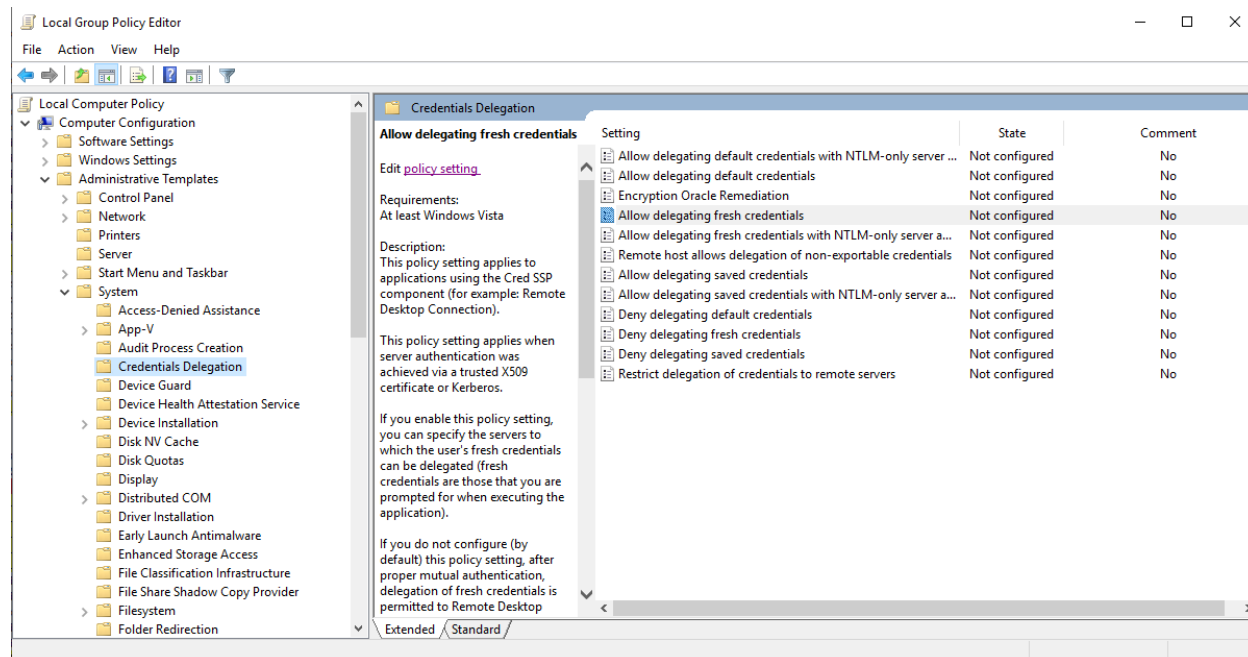 Local Group Policy Editor
File Action View Help
Local Computer Policy
Computer Configuration
Software Settings
Windows Settings
Administrative Templates
Control Panel
Network
Printers
Server
Start Menu and Taskbar
System
Access-Denied Assistance
App-V
Audit Process Creation
Credentials Delegation
Device Guard
Device Health Attestation Service
Device Installation
Disk NV Cache
Disk Quotas
Display
Distributed COM
Driver Installation
Early Launch Antimalware
Enhanced Storage Access
File Classification Infrastructure
File Share Shadow Copy Provider
Filesystem
Folder Redirection
Credentials Delegation
Allow delegating fresh credentials
Edit policy setting
Requirements:
At least Windows Vista
Description:
This policy setting applies to
applications using the Cred SSP
component (for example: Remote
Desktop Connection).
This policy setting applies when
server authentication was
achieved via a trusted X509
certificate or Kerberos.
If you enable this policy setting,
you can specify the servers to
which the user's fresh credentials
can be delegated (fresh
credentials are those that you are
prompted for when executing the
application).
If you do not configure (by
default) this policy setting, after
proper mutual authentication,
delegation of fresh credentials is
permitted to Remote Desktop
Setting State Comment
Allow delegating default credentials with NTLM-only server ... Not configured No
Allow delegating default credentials Not configured No
Encryption Oracle Remediation Not configured No
Allow delegating fresh credentials Not configured No
Allow delegating fresh credentials with NTLM-only server a... Not configured No
Remote host allows delegation of non-exportable credentials Not configured No
Allow delegating saved credentials Not configured No
Allow delegating saved credentials with NTLM-only server a... Not configured No
Deny delegating default credentials Not configured No
Deny delegating fresh credentials Not configured No
Deny delegating saved credentials Not configured No
Restrict delegation of credentials to remote servers Not configured No
Extended Standard